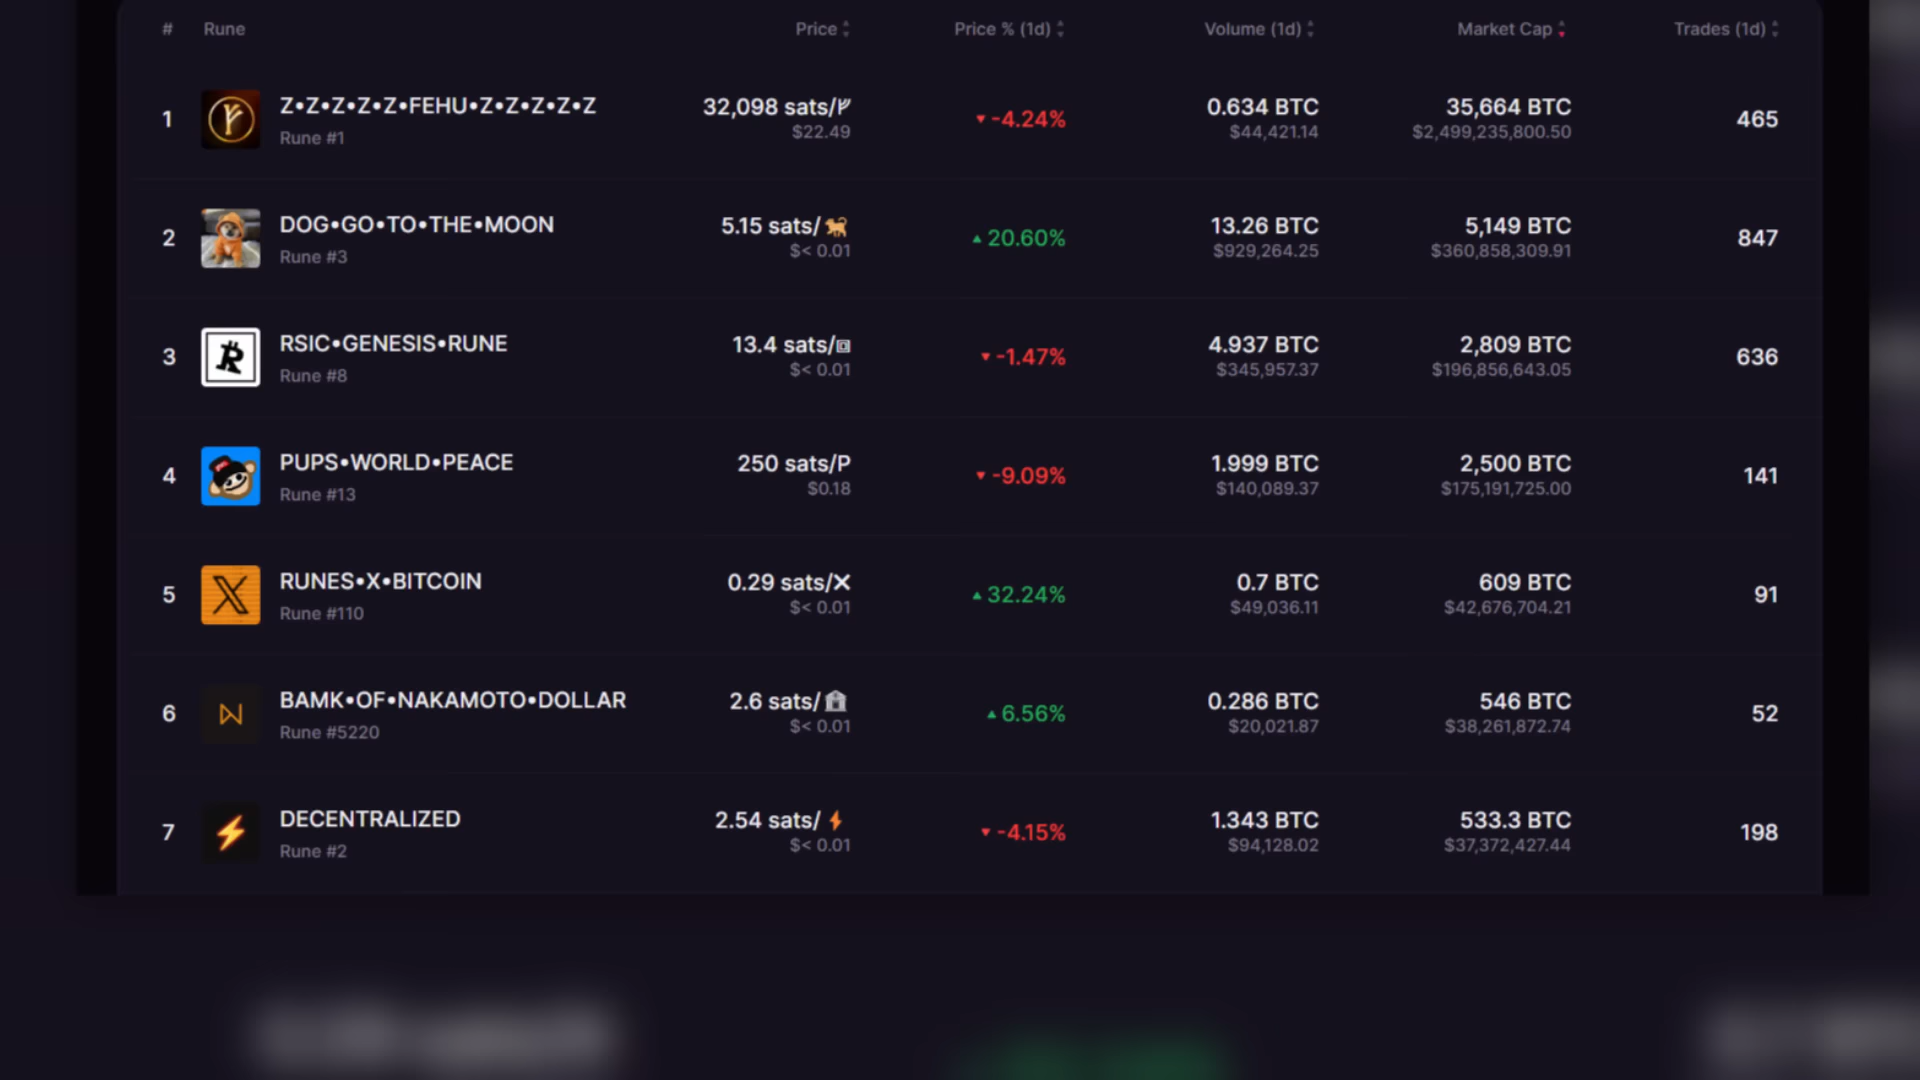 # Rune Price Price % (1d) Volume (1d) Market Cap Trades (1d)
1 Z•Z•Z•Z•Z•FEHU•Z•Z•Z•Z•Z 32,098 sats/ᚠ -4.24% 0.634 BTC 35,664 BTC 465
Rune #1 $22.49 $44,421.14 $2,499,235,800.50
2 DOG•GO•TO•THE•MOON 5.15 sats/🐕 20.60% 13.26 BTC 5,149 BTC 847
Rune #3 $< 0.01 $929,264.25 $360,858,309.91
3 RSIC•GENESIS•RUNE 13.4 sats/⧈ -1.47% 4.937 BTC 2,809 BTC 636
Rune #8 $< 0.01 $345,957.37 $196,856,643.05
4 PUPS•WORLD•PEACE 250 sats/P -9.09% 1.999 BTC 2,500 BTC 141
Rune #13 $0.18 $140,089.37 $175,191,725.00
5 RUNES•X•BITCOIN 0.29 sats/✕ 32.24% 0.7 BTC 609 BTC 91
Rune #110 $< 0.01 $49,036.11 $42,676,704.21
6 BAMK•OF•NAKAMOTO•DOLLAR 2.6 sats/🏦 6.56% 0.286 BTC 546 BTC 52
Rune #5220 $< 0.01 $20,021.87 $38,261,872.74
7 DECENTRALIZED 2.54 sats/⚡ -4.15% 1.343 BTC 533.3 BTC 198
Rune #2 $< 0.01 $94,128.02 $37,372,427.44